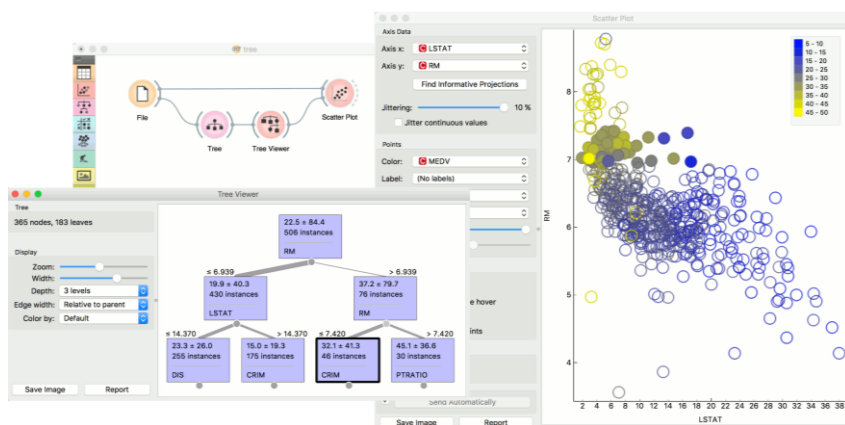 tree
File
Tree
Tree Viewer
Scatter Plot
Scatter Plot
Axis Data
Axis x: C LSTAT
Axis y: C RM
Find Informative Projections
Jittering: 10 %
Jitter continuous values
Points
Color: C MEDV
Label: (No labels)
e hover
nts
Send Automatically
Save Image Report
5 - 10
10 - 15
15 - 20
20 - 25
25 - 30
30 - 35
35 - 40
40 - 45
45 - 50
8
7
6
5
4
RM
2 4 6 8 10 12 14 16 18 20 22 24 26 28 30 32 34 36 38
LSTAT
Tree Viewer
Tree
365 nodes, 183 leaves
Display
Zoom:
Width:
Depth: 3 levels
Edge width: Relative to parent
Color by: Default
Save Image Report
22.5 ± 84.4
506 instances
RM
≤ 6.939 > 6.939
19.9 ± 40.3
430 instances
LSTAT
37.2 ± 79.7
76 instances
RM
≤ 14.370 > 14.370 ≤ 7.420 > 7.420
23.3 ± 26.0
255 instances
DIS
15.0 ± 19.3
175 instances
CRIM
32.1 ± 41.3
46 instances
CRIM
45.1 ± 36.6
30 instances
PTRATIO